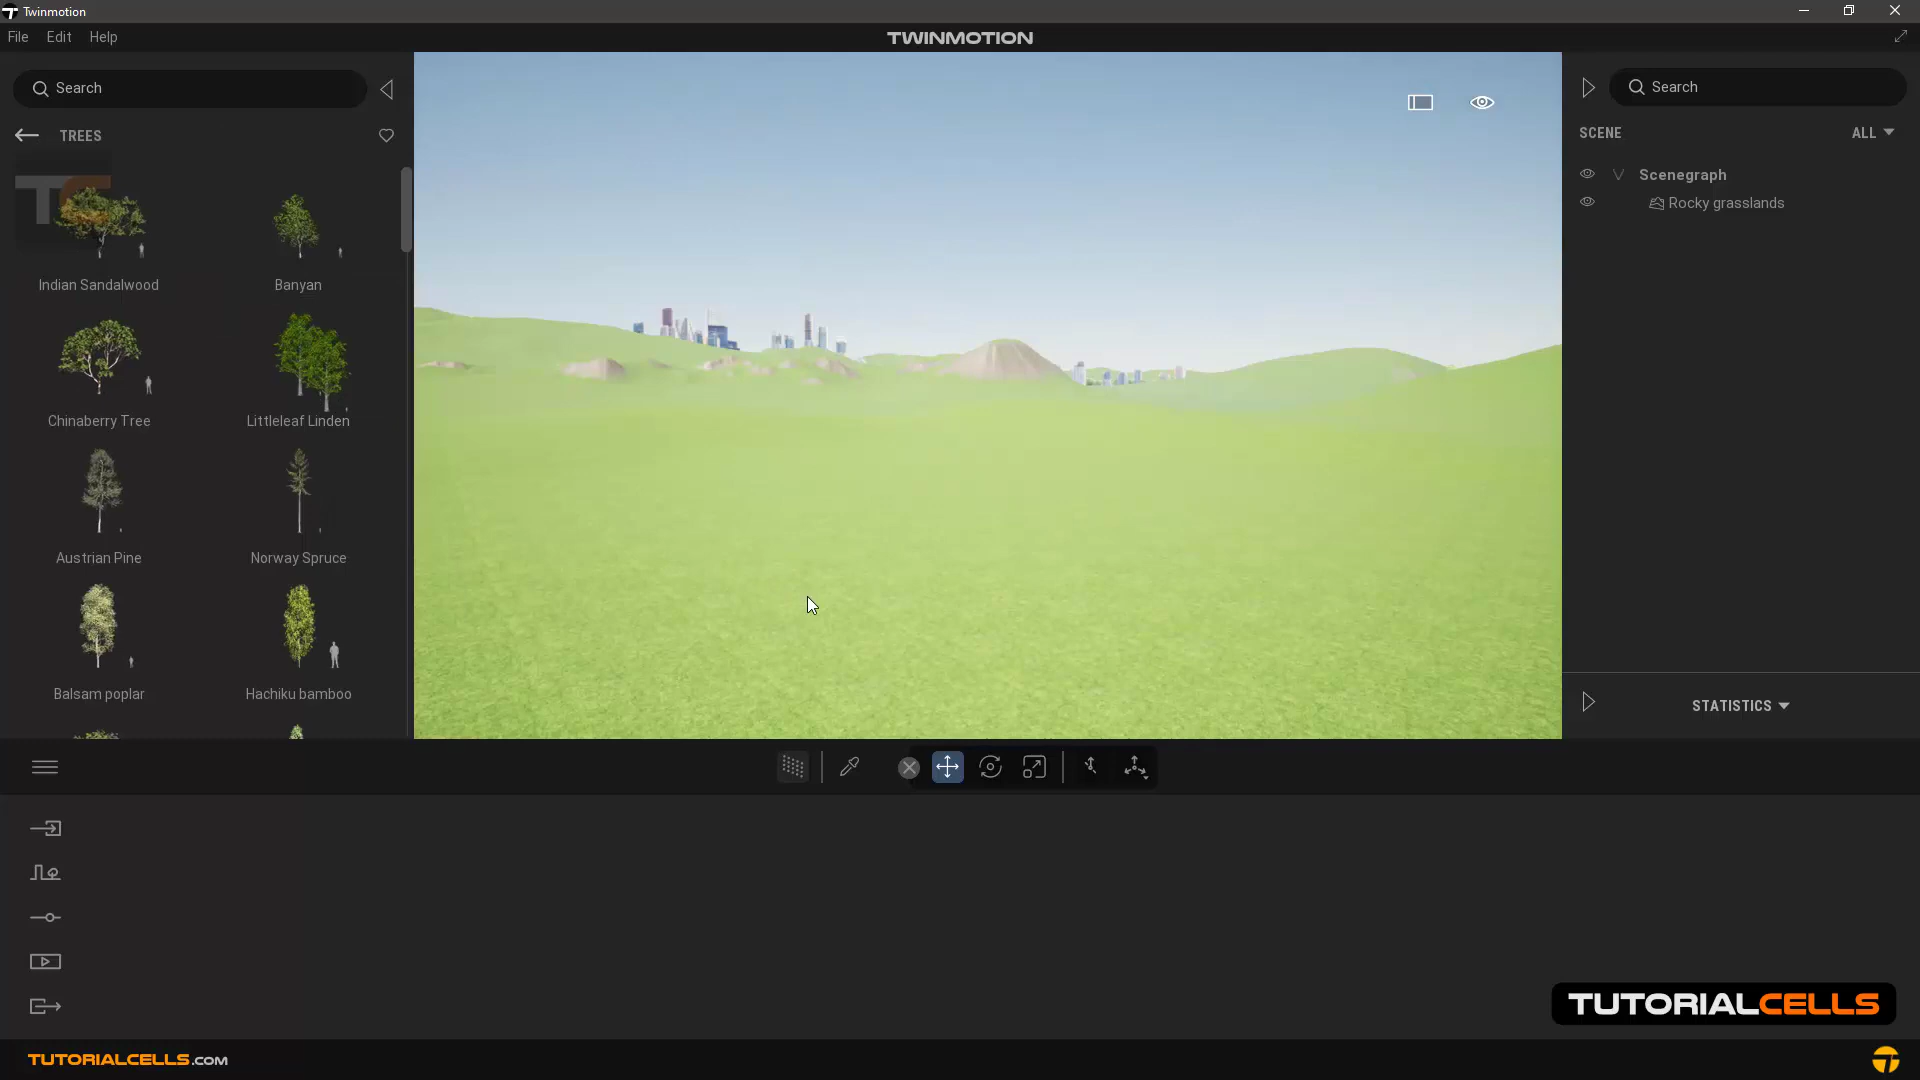 Twinmotion
File Edit Help
TWINMOTION
Search
TREES
TC
Indian Sandalwood
Banyan
Chinaberry Tree
Littleleaf Linden
Austrian Pine
Norway Spruce
Balsam poplar
Hachiku bamboo
Search
SCENE
ALL
Scenegraph
Rocky grasslands
STATISTICS
TUTORIALCELLS
TUTORIALCELLS.COM